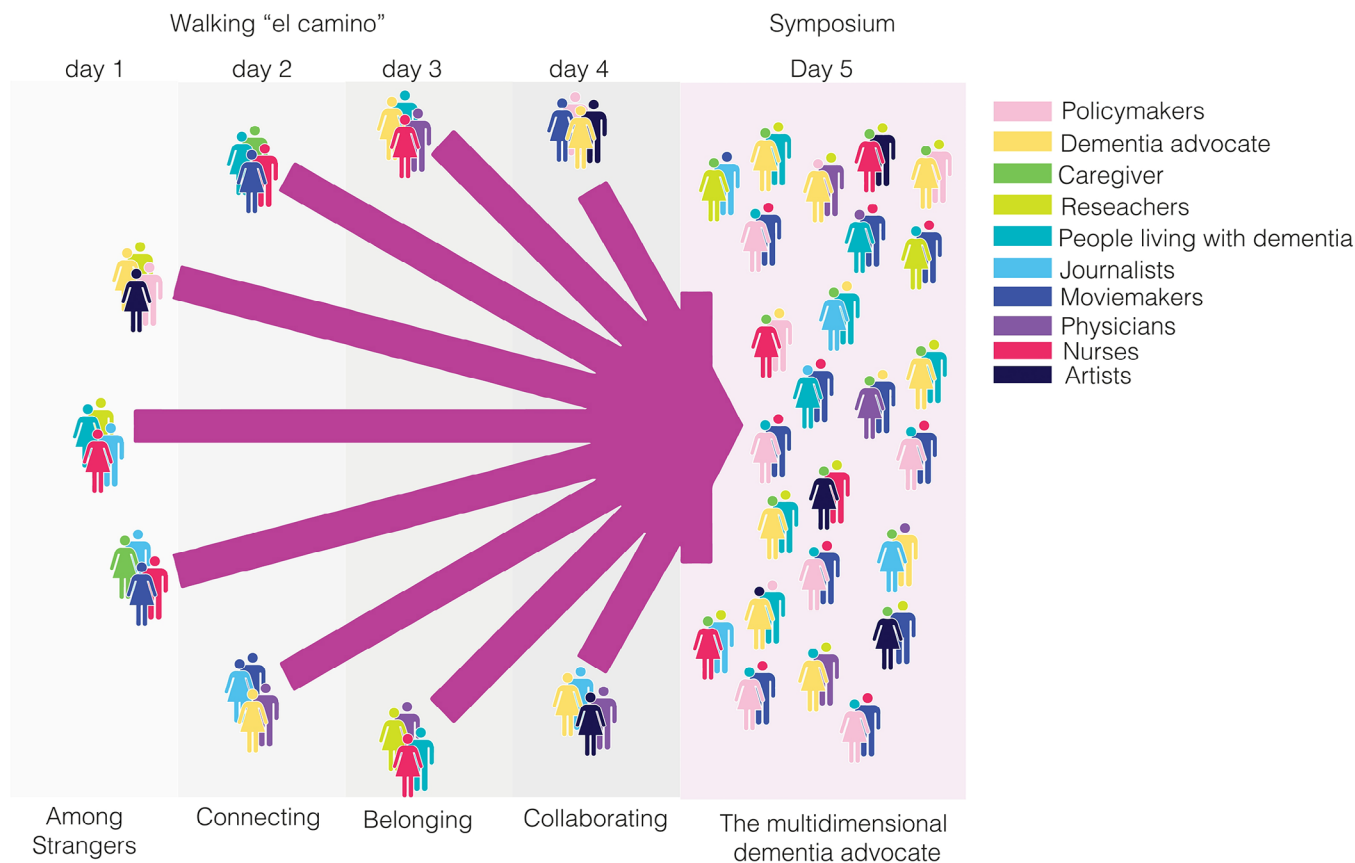 Walking “el camino”
Symposium
day 1
day 2
day 3
day 4
Day 5
Policymakers
Dementia advocate
Caregiver
Reseachers
People living with dementia
Journalists
Moviemakers
Physicians
Nurses
Artists
Among
Strangers
Connecting
Belonging
Collaborating
The multidimensional
dementia advocate